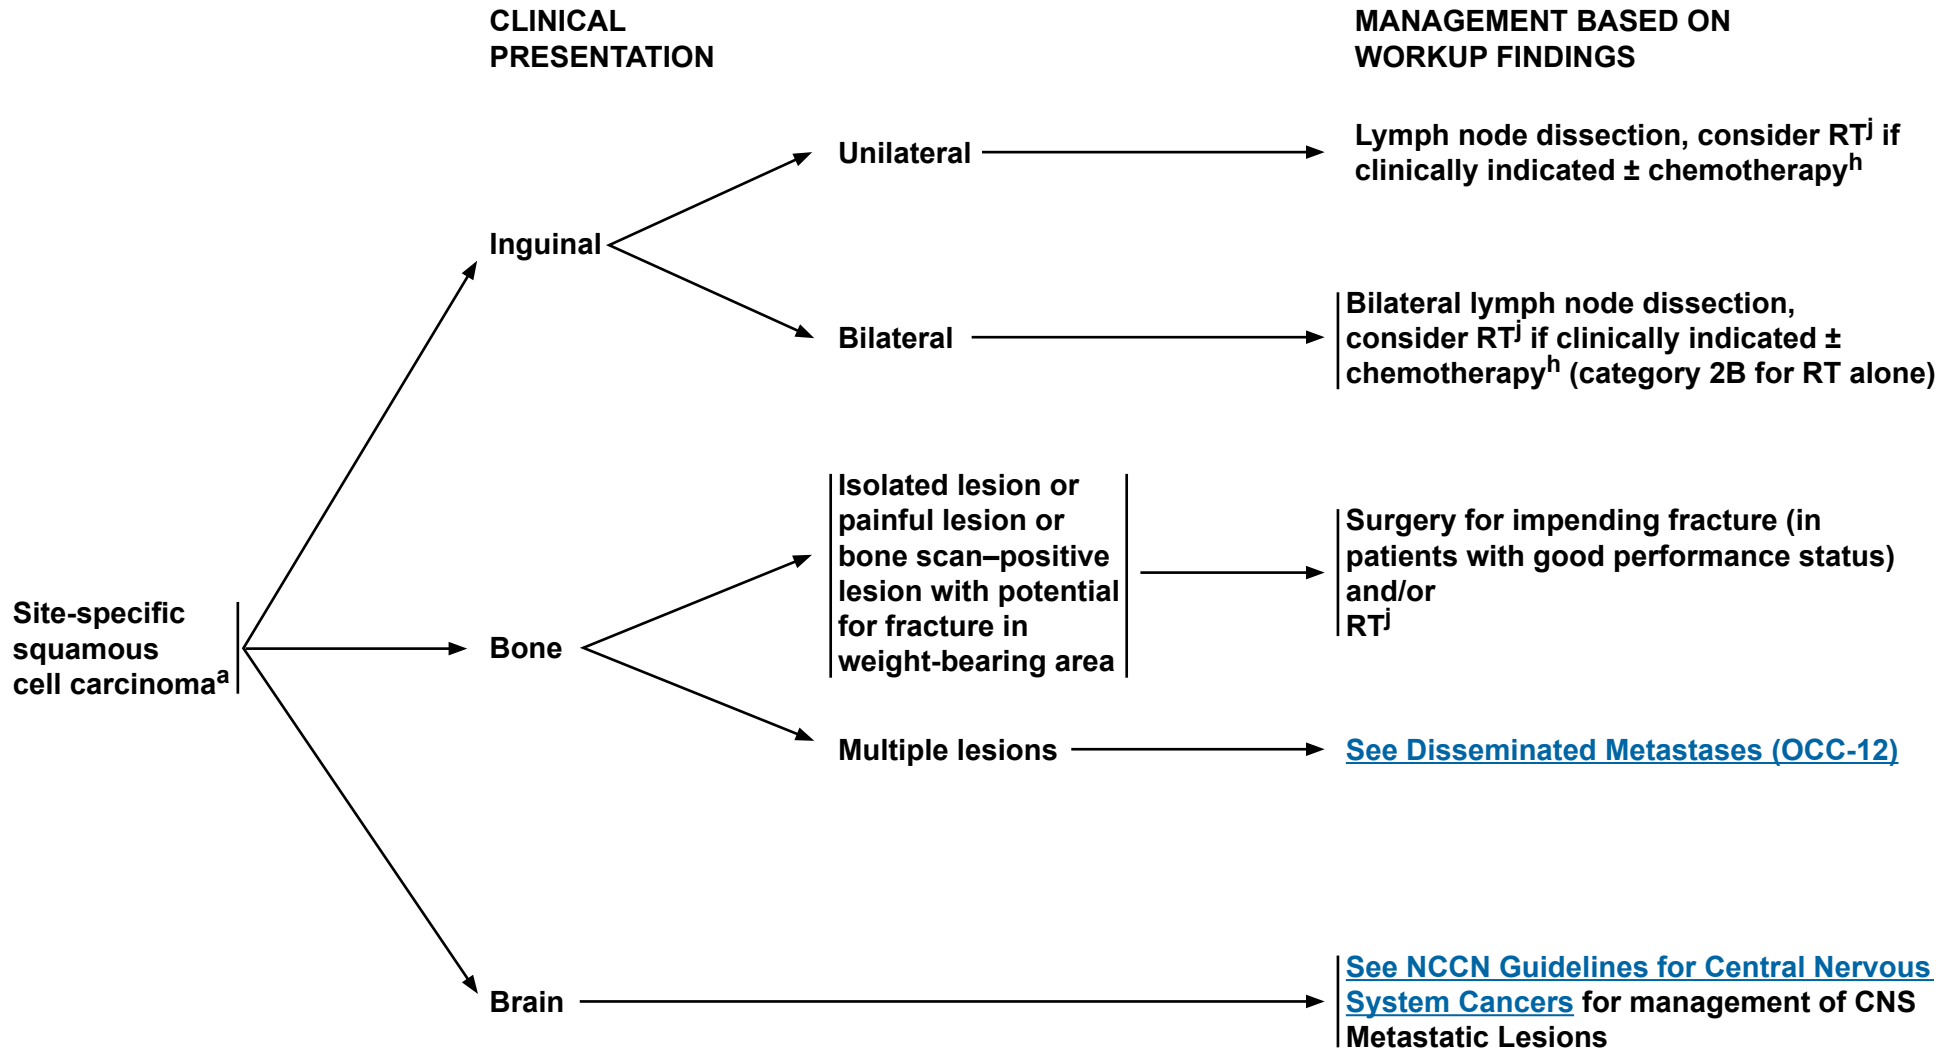 CLINICAL
PRESENTATION
MANAGEMENT BASED ON
WORKUP FINDINGS
Site-specific
squamous
cell carcinomaᵃ
Inguinal
Unilateral
Lymph node dissection, consider RTʲ if
clinically indicated ± chemotherapyʰ
Bilateral
Bilateral lymph node dissection,
consider RTʲ if clinically indicated ±
chemotherapyʰ (category 2B for RT alone)
Bone
Isolated lesion or
painful lesion or
bone scan–positive
lesion with potential
for fracture in
weight-bearing area
Surgery for impending fracture (in
patients with good performance status)
and/or
RTʲ
Multiple lesions
See Disseminated Metastases (OCC-12)
Brain
See NCCN Guidelines for Central Nervous
System Cancers for management of CNS
Metastatic Lesions